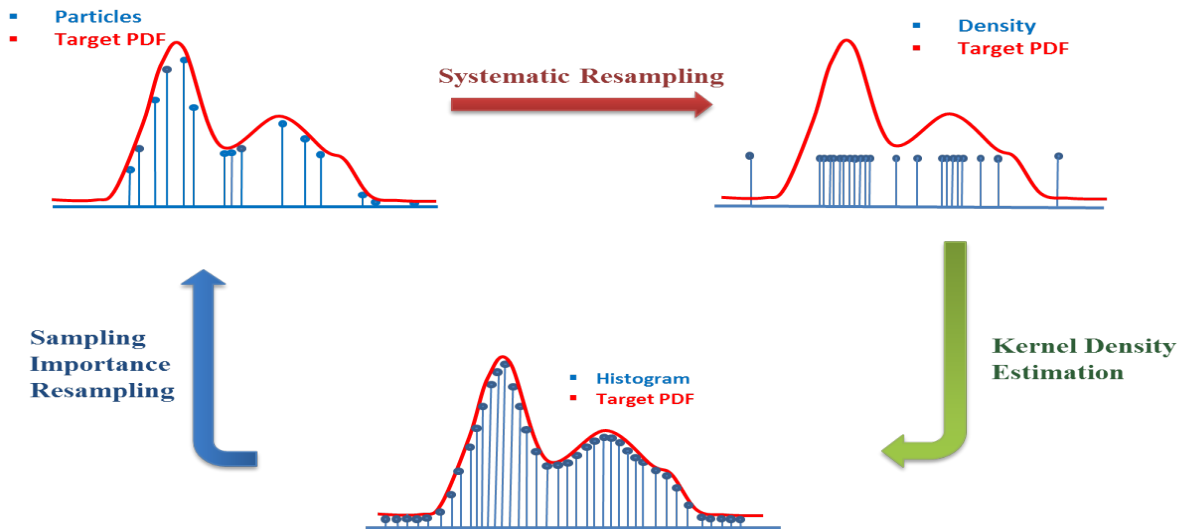 Particles
Target PDF
Systematic Resampling
Density
Target PDF
Sampling
Importance
Resampling
Histogram
Target PDF
Kernel Density
Estimation